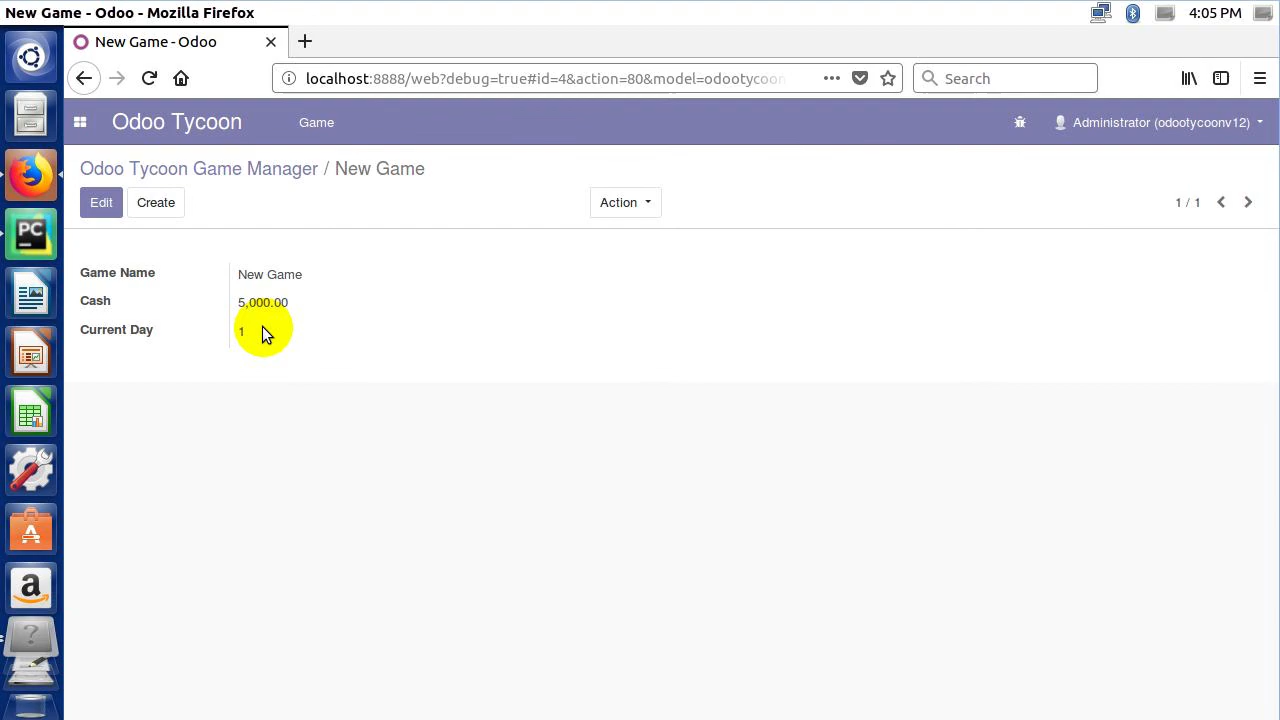 New Game - Odoo - Mozilla Firefox
4:05 PM
New Game - Odoo
localhost:8888/web?debug=true#id=4&action=80&model=odootycoon
Search
Odoo Tycoon
Game
Administrator (odootycoonv12)
Odoo Tycoon Game Manager / New Game
Edit
Create
Action
1 / 1
Game Name
New Game
Cash
5,000.00
Current Day
1
PC
A
a
?